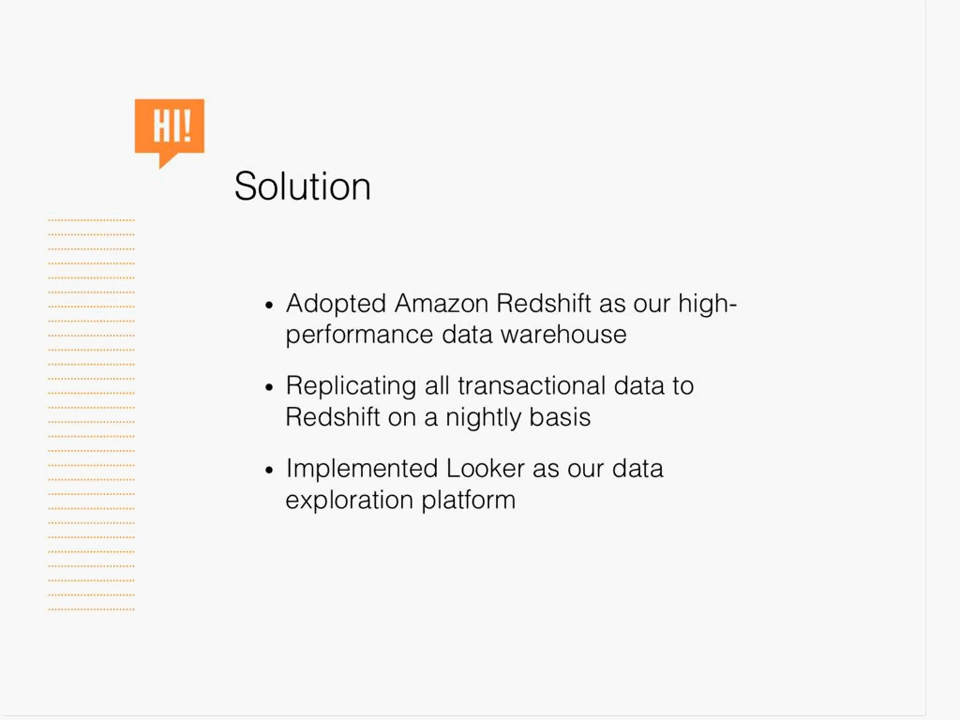 HI!
Solution
• Adopted Amazon Redshift as our high-
performance data warehouse
• Replicating all transactional data to
Redshift on a nightly basis
• Implemented Looker as our data
exploration platform